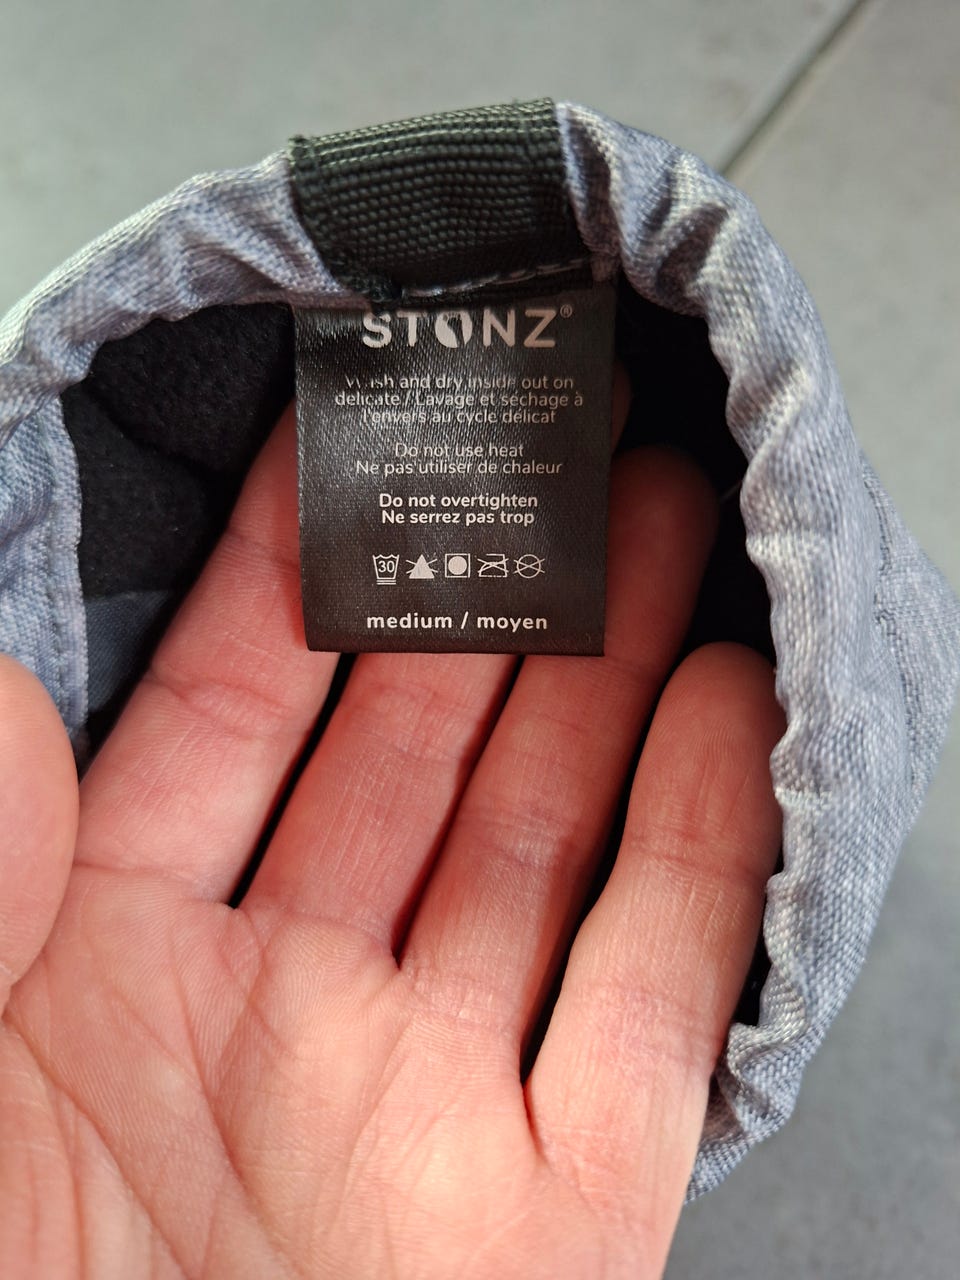 STONZ®
Wash and dry inside out on
delicate / Lavage et séchage à
l'envers au cycle délicat
Do not use heat
Ne pas utiliser de chaleur
Do not overtighten
Ne serrez pas trop
30
medium / moyen